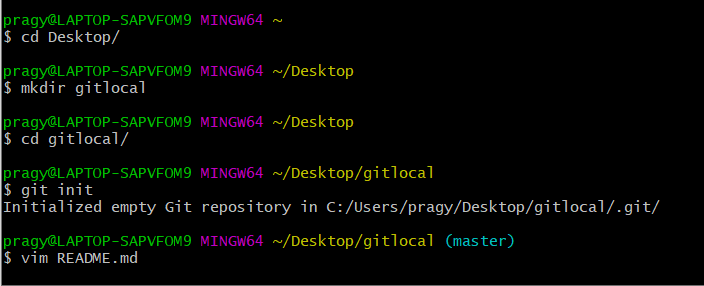 pragy@LAPTOP-SAPVFOM9 MINGW64 ~
$ cd Desktop/
pragy@LAPTOP-SAPVFOM9 MINGW64 ~/Desktop
$ mkdir gitlocal
pragy@LAPTOP-SAPVFOM9 MINGW64 ~/Desktop
$ cd gitlocal/
pragy@LAPTOP-SAPVFOM9 MINGW64 ~/Desktop/gitlocal
$ git init
Initialized empty Git repository in C:/Users/pragy/Desktop/gitlocal/.git/
pragy@LAPTOP-SAPVFOM9 MINGW64 ~/Desktop/gitlocal (master)
$ vim README.md